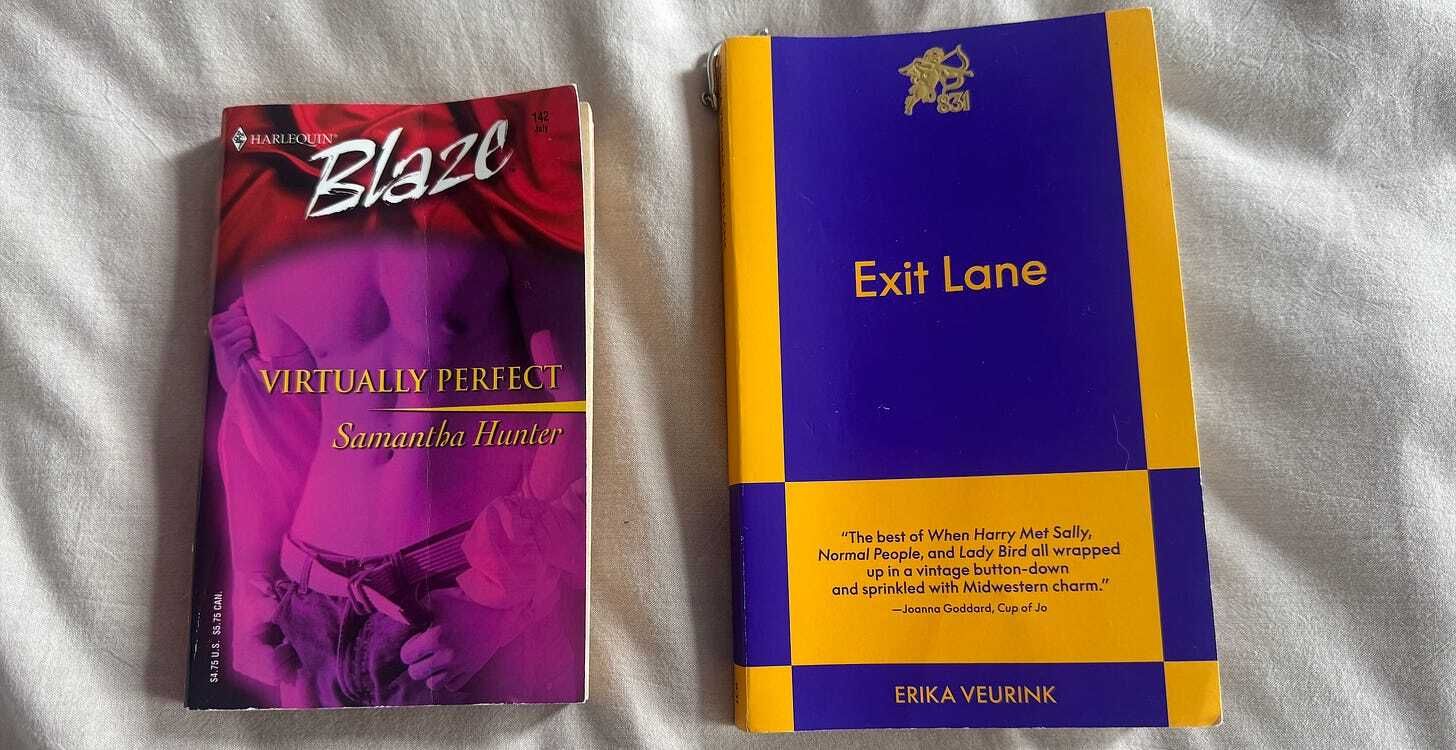 HARLEQUIN®
Blaze
142
July
VIRTUALLY PERFECT
Samantha Hunter
$4.75 U.S. $5.75 CAN.
831
Exit Lane
“The best of When Harry Met Sally,
Normal People, and Lady Bird all wrapped
up in a vintage button-down
and sprinkled with Midwestern charm.”
—Joanna Goddard, Cup of Jo
ERIKA VEURINK